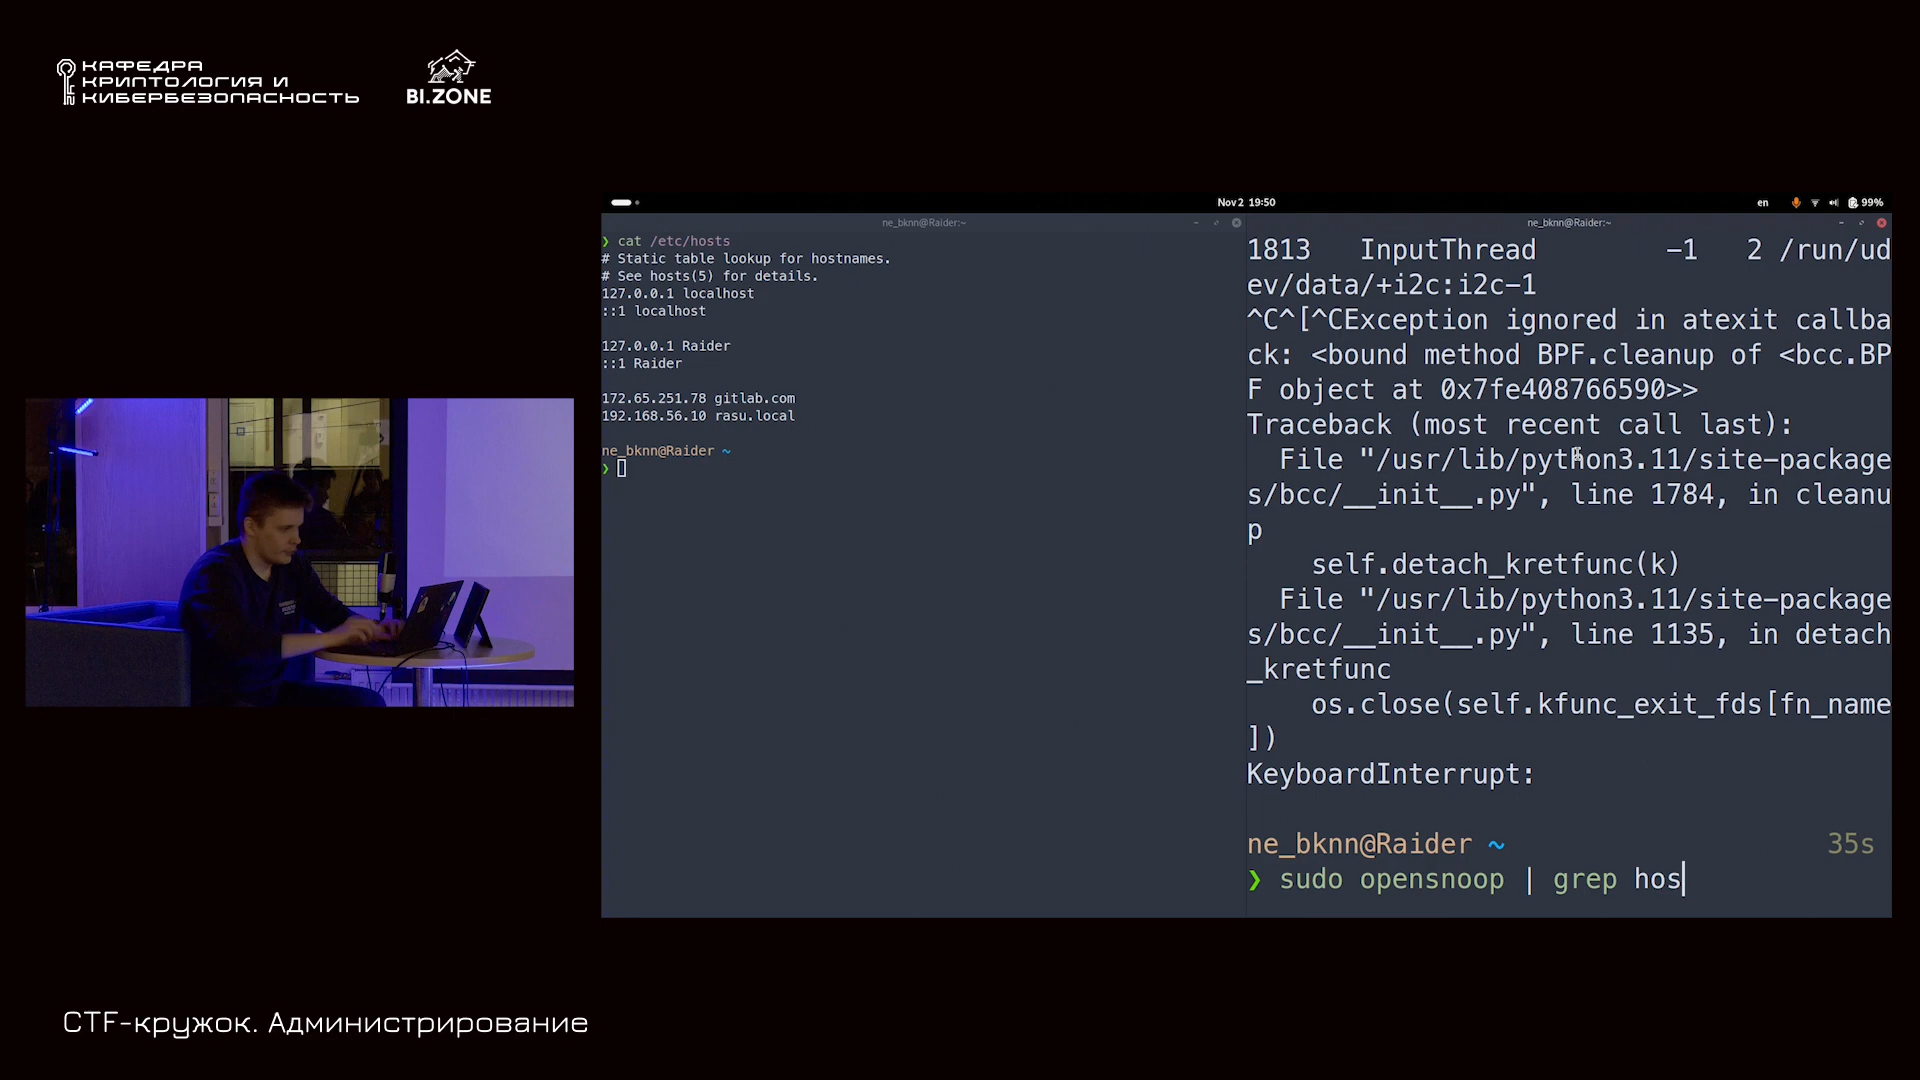 КАФЕДРА
КРИПТОЛОГИЯ И
КИБЕРБЕЗОПАСНОСТЬ
BI.ZONE
Nov 2 19:50
en
99%
ne_bknn@Raider:~
❯ cat /etc/hosts
# Static table lookup for hostnames.
# See hosts(5) for details.
127.0.0.1 localhost
::1 localhost
127.0.0.1 Raider
::1 Raider
172.65.251.78 gitlab.com
192.168.56.10 rasu.local
ne_bknn@Raider ~
❯
ne_bknn@Raider:~
1813 InputThread -1 2 /run/ud
ev/data/+i2c:i2c-1
^C^[^CException ignored in atexit callba
ck: <bound method BPF.cleanup of <bcc.BP
F object at 0x7fe408766590>>
Traceback (most recent call last):
File "/usr/lib/python3.11/site-package
s/bcc/__init__.py", line 1784, in cleanu
p
self.detach_kretfunc(k)
File "/usr/lib/python3.11/site-package
s/bcc/__init__.py", line 1135, in detach
_kretfunc
os.close(self.kfunc_exit_fds[fn_name
])
KeyboardInterrupt:
ne_bknn@Raider ~ 35s
❯ sudo opensnoop | grep hos
CTF-кружок. Администрирование